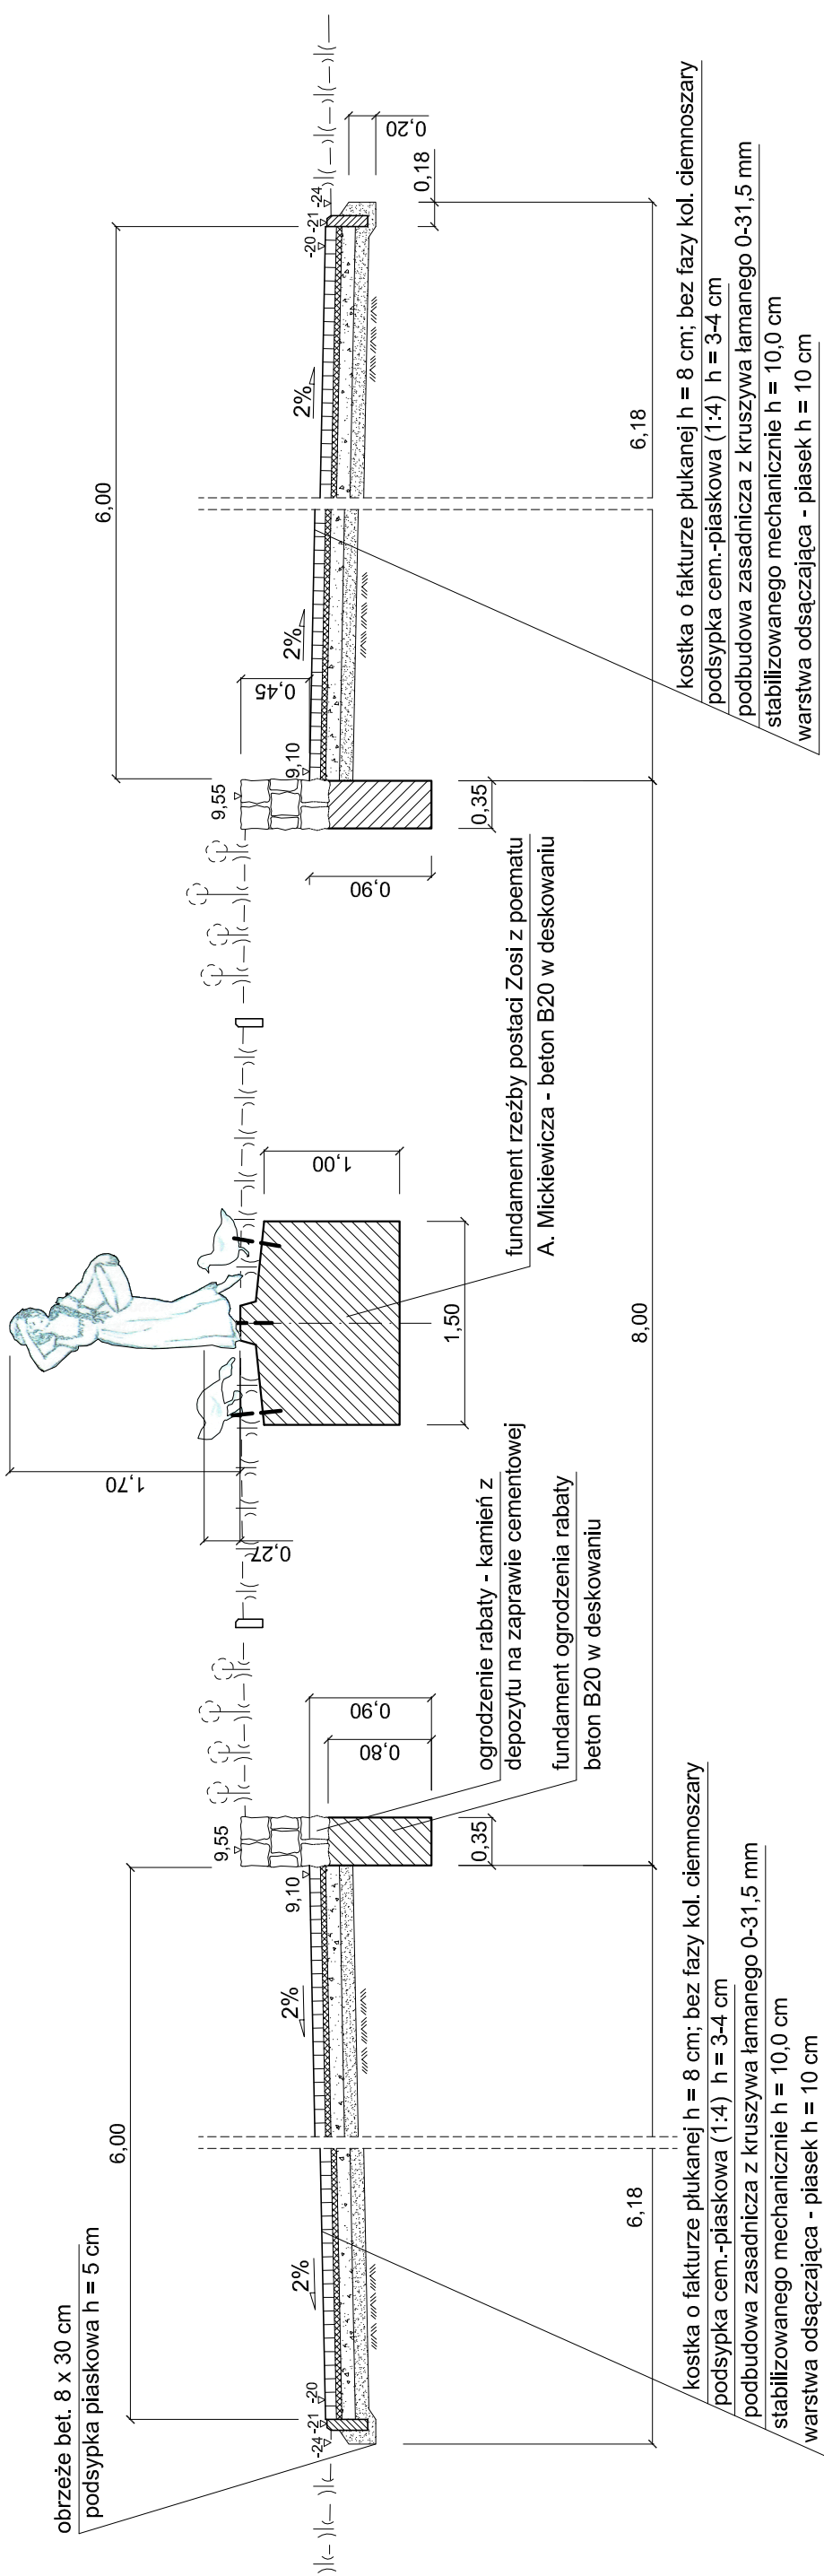 obrzeże bet. 8 x 30 cm
podsypka piaskowa h = 5 cm
6,00
6,00
-24
-21
-20
2%
2%
9,10
9,55
0,27
1,70
9,55
9,10
0,45
2%
2%
-20
-21
-24
0,20
0,18
0,35
0,80
0,90
1,50
1,00
0,90
0,35
ogrodzenie rabaty - kamień z
depozytu na zaprawie cementowej
fundament ogrodzenia rabaty
beton B20 w deskowaniu
fundament rzeźby postaci Zosi z poematu
A. Mickiewicza - beton B20 w deskowaniu
6,18
8,00
6,18
kostka o fakturze płukanej h = 8 cm; bez fazy kol. ciemnoszary
podsypka cem.-piaskowa (1:4) h = 3-4 cm
podbudowa zasadnicza z kruszywa łamanego 0-31,5 mm
stabilizowanego mechanicznie h = 10,0 cm
warstwa odsączająca - piasek h = 10 cm
kostka o fakturze płukanej h = 8 cm; bez fazy kol. ciemnoszary
podsypka cem.-piaskowa (1:4) h = 3-4 cm
podbudowa zasadnicza z kruszywa łamanego 0-31,5 mm
stabilizowanego mechanicznie h = 10,0 cm
warstwa odsączająca - piasek h = 10 cm